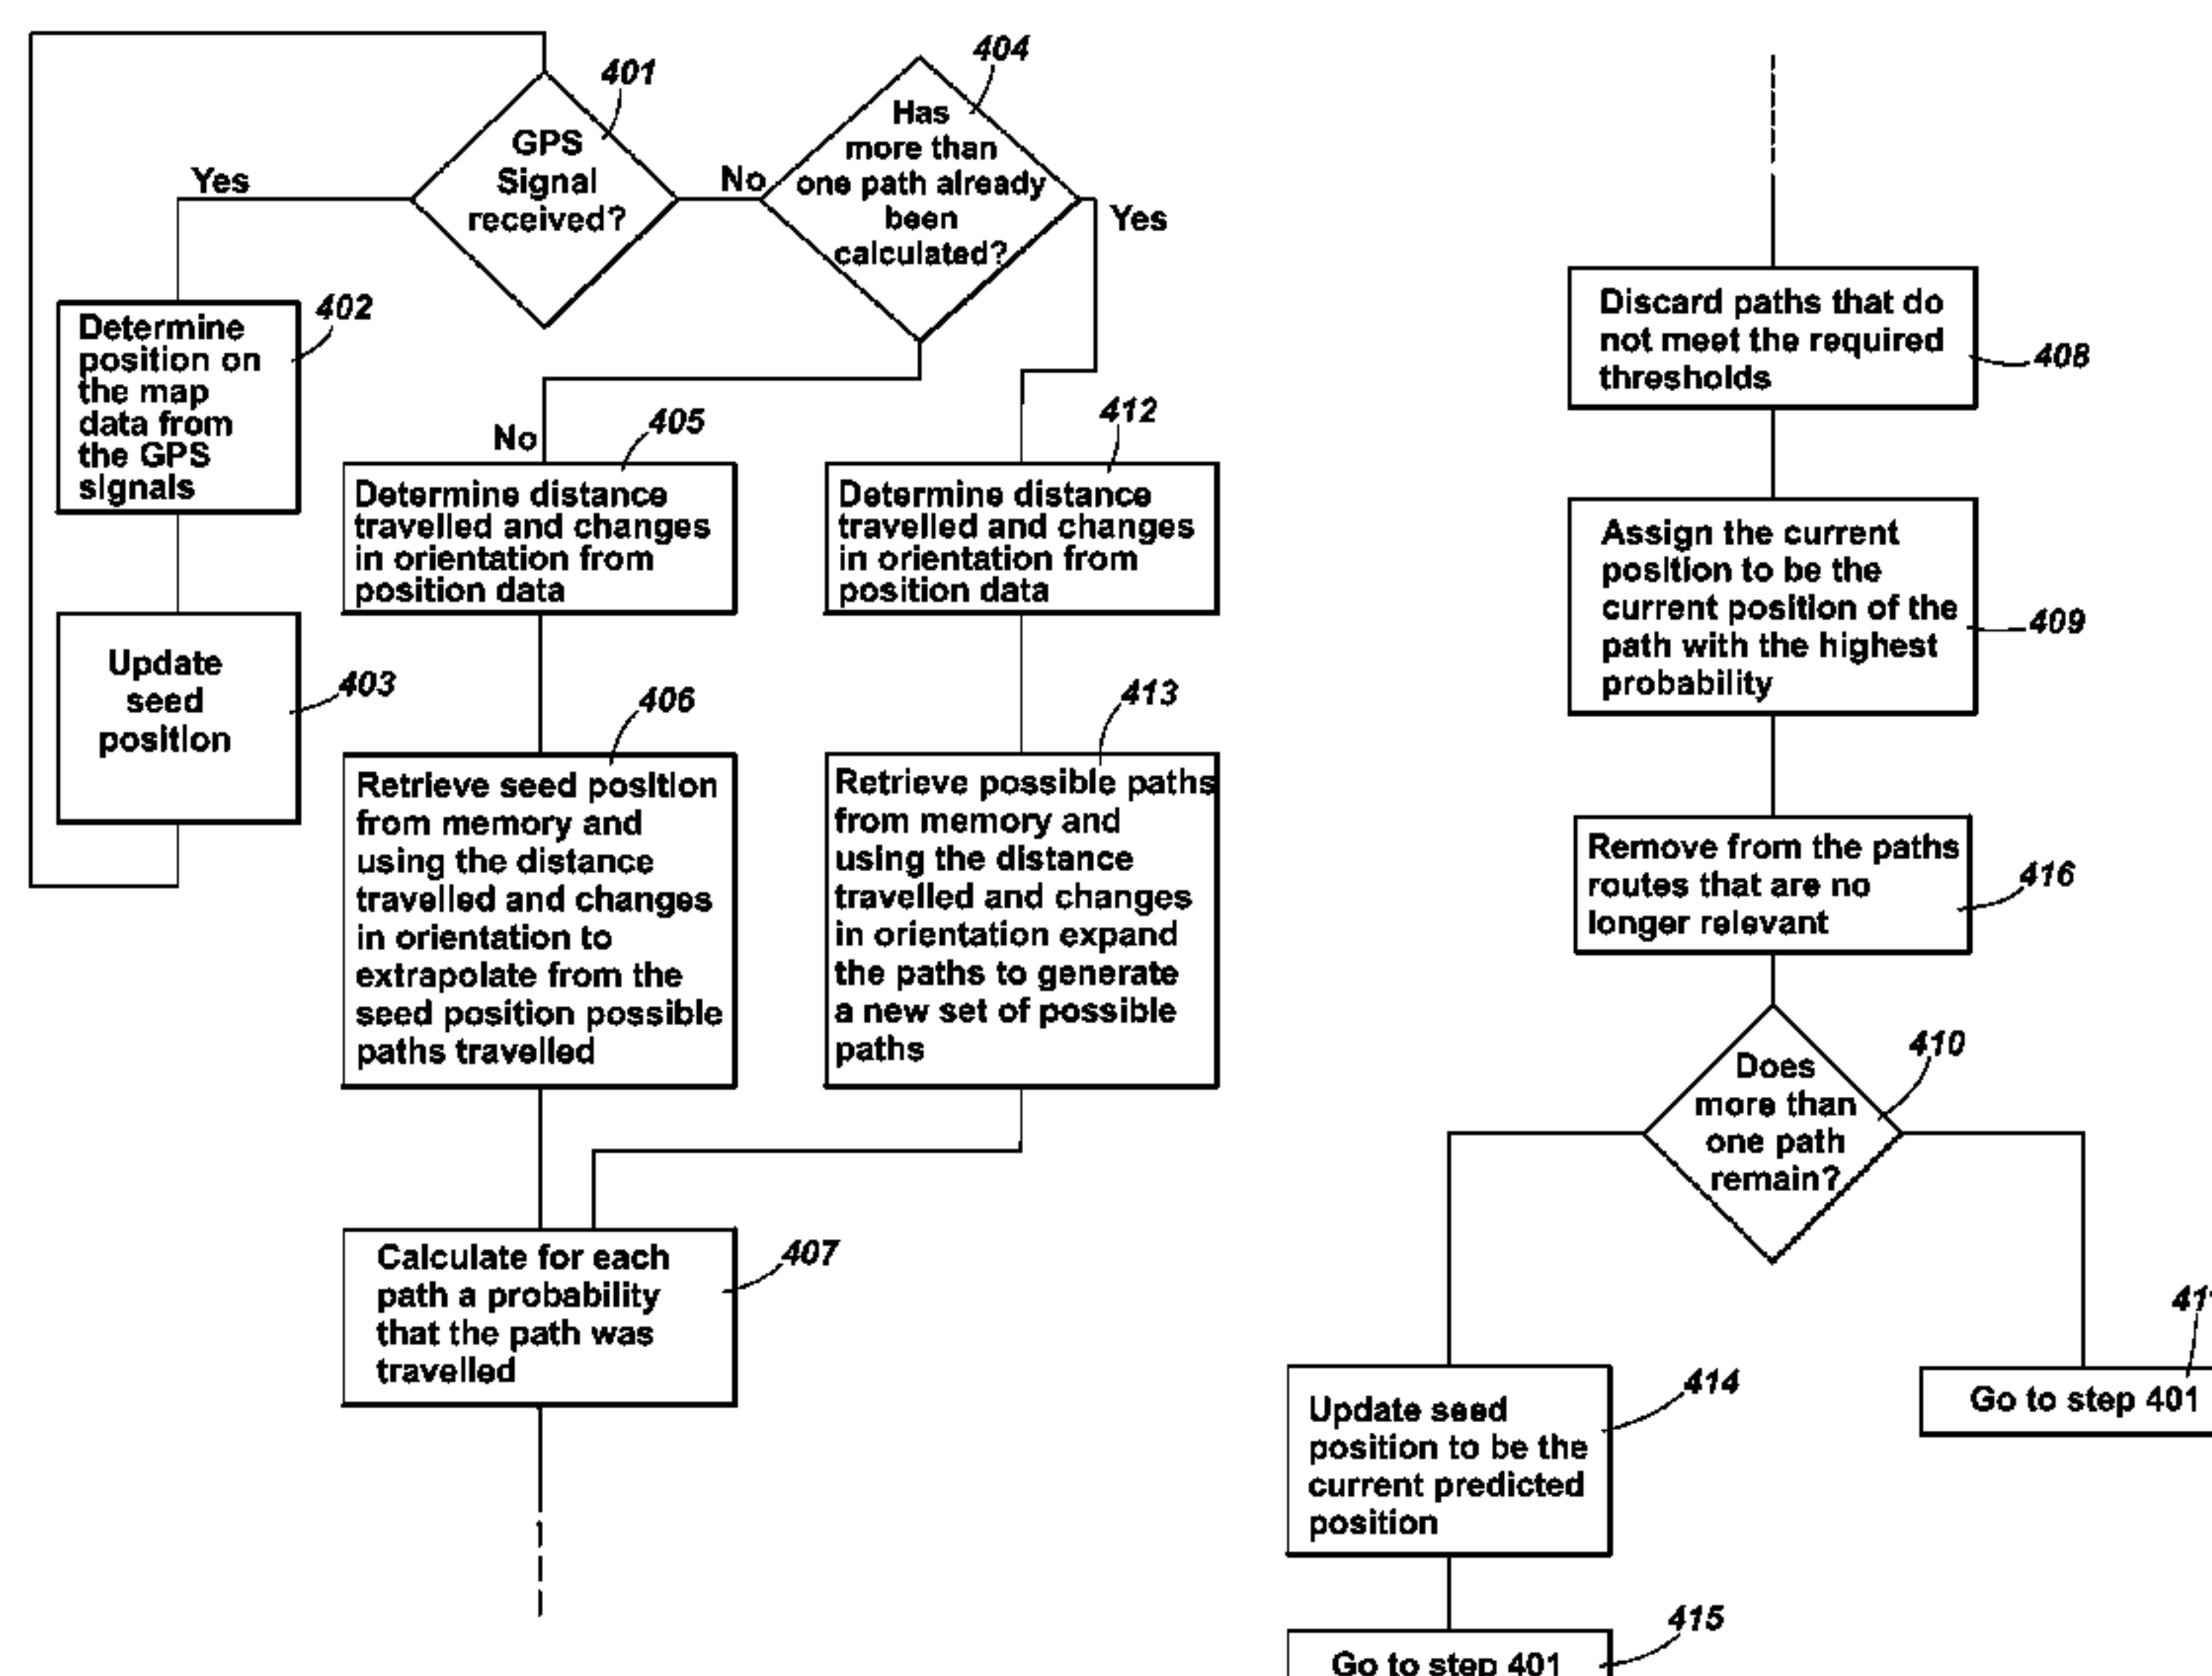 401
GPS
Signal
received?
Yes
No
404
Has
more than
one path already
been
calculated?
Yes
No
402
Determine
position on
the map
data from
the GPS
signals
403
Update
seed
position
405
Determine distance
travelled and changes
in orientation from
position data
412
Determine distance
travelled and changes
in orientation from
position data
406
Retrieve seed position
from memory and
using the distance
travelled and changes
in orientation to
extrapolate from the
seed position possible
paths travelled
413
Retrieve possible paths
from memory and
using the distance
travelled and changes
in orientation expand
the paths to generate
a new set of possible
paths
407
Calculate for each
path a probability
that the path was
travelled
Discard paths that do
not meet the required
thresholds
408
Assign the current
position to be the
current position of the
path with the highest
probability
409
Remove from the paths
routes that are no
longer relevant
416
410
Does
more than
one path
remain?
414
Update seed
position to be the
current predicted
position
Go to step 401
415
Go to step 401